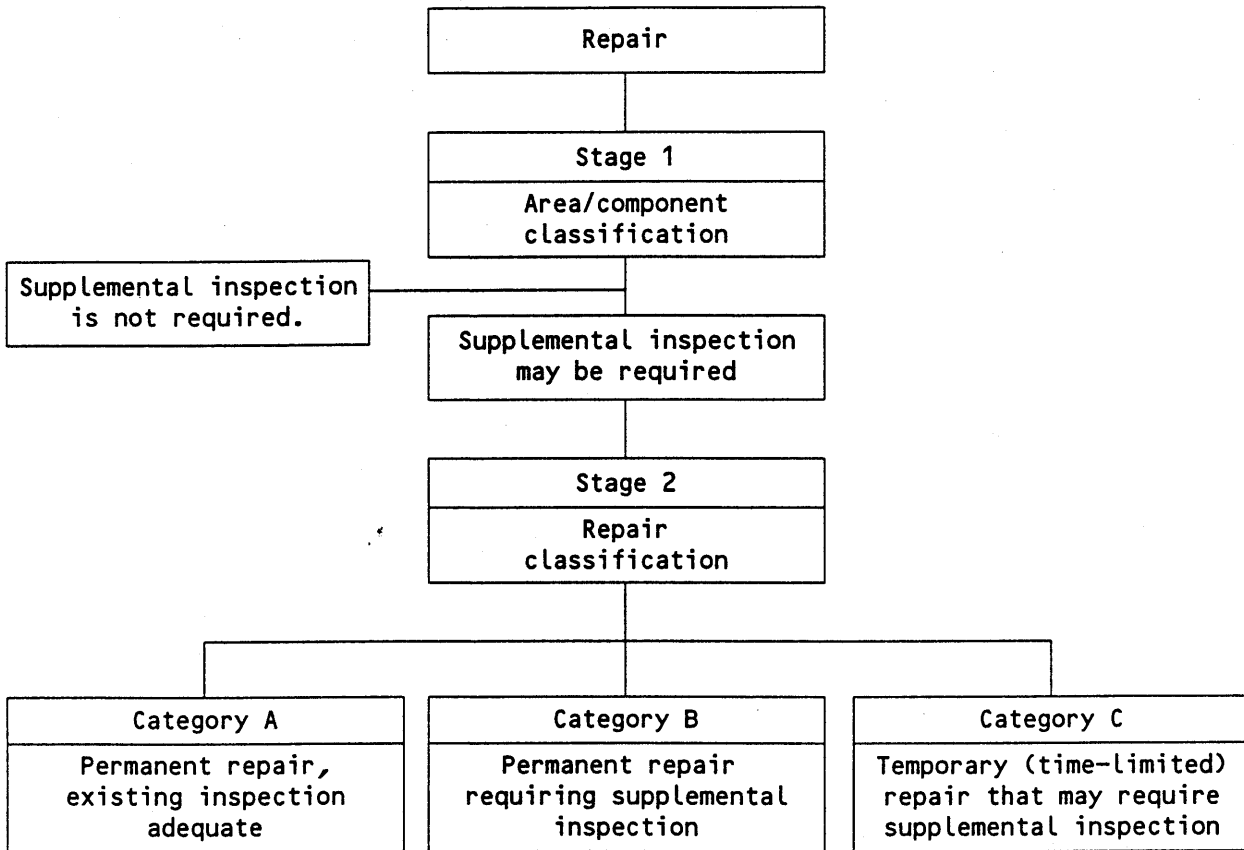 Repair
Stage 1
Area/component
classification
Supplemental inspection
is not required.
Supplemental inspection
may be required
Stage 2
Repair
classification
Category A
Permanent repair,
existing inspection
adequate
Category B
Permanent repair
requiring supplemental
inspection
Category C
Temporary (time-limited)
repair that may require
supplemental inspection